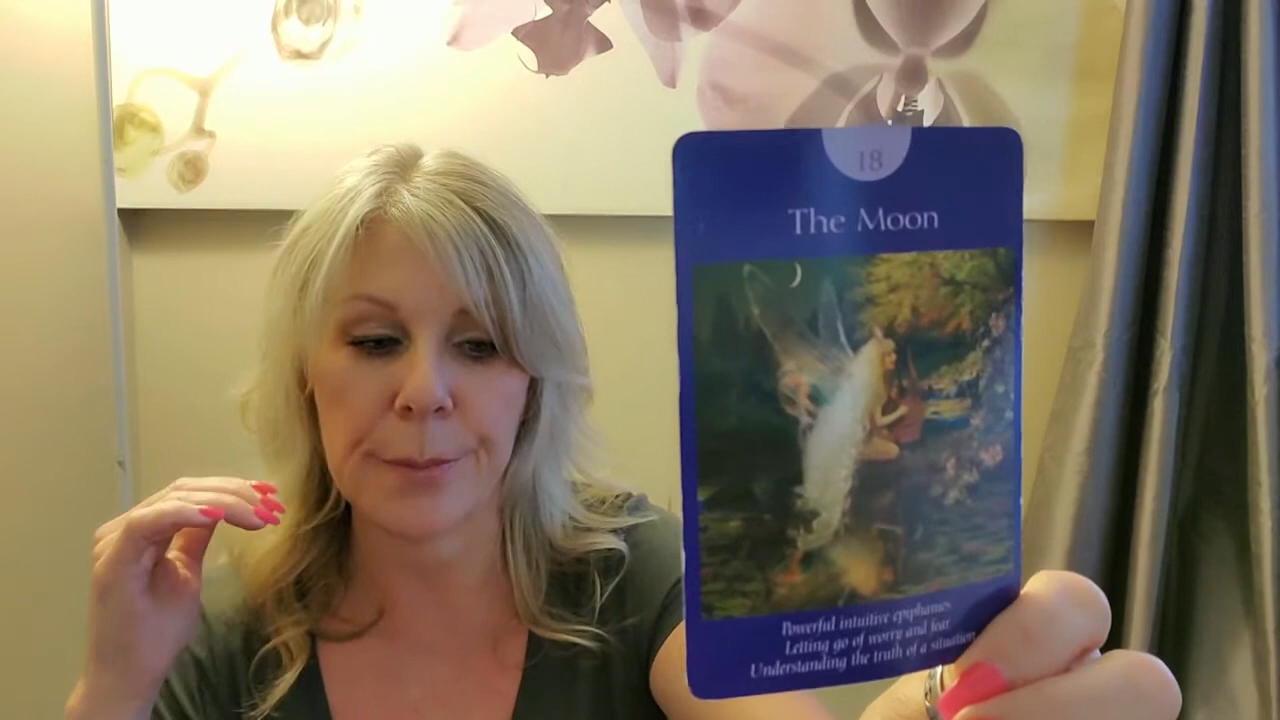 18
The Moon
Powerful intuitive epiphanies
Letting go of worry and fear
Understanding the truth of a situation